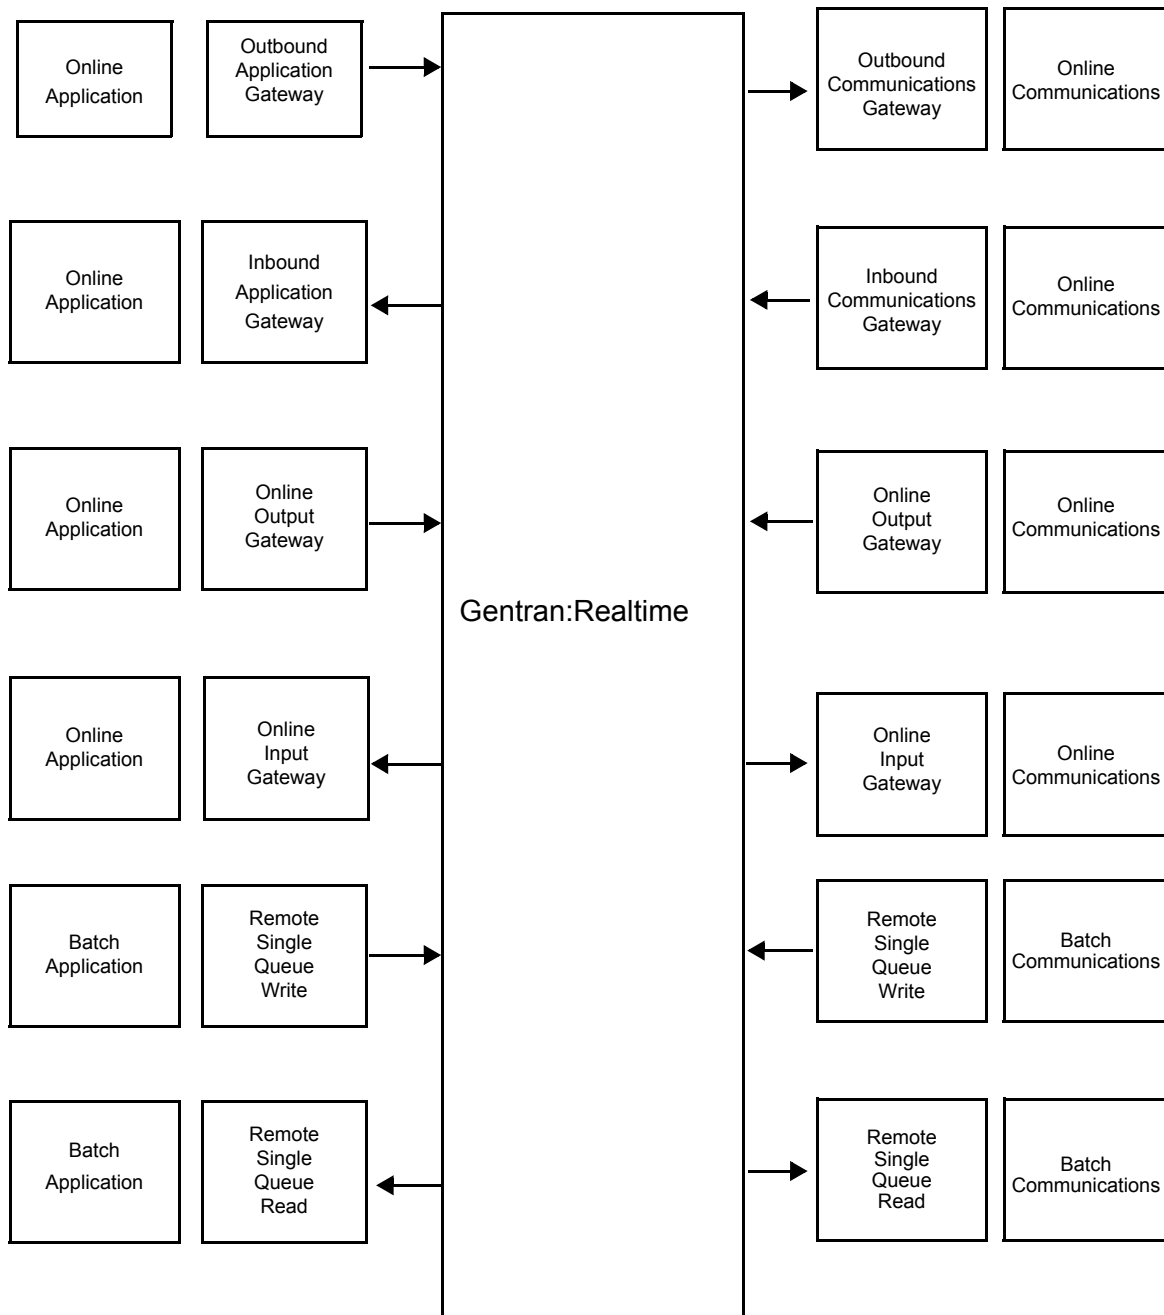 Online
Application
Outbound
Application
Gateway
Outbound
Communications
Gateway
Online
Communications
Online
Application
Inbound
Application
Gateway
Inbound
Communications
Gateway
Online
Communications
Online
Application
Online
Output
Gateway
Online
Output
Gateway
Online
Communications
Gentran:Realtime
Online
Application
Online
Input
Gateway
Online
Input
Gateway
Online
Communications
Batch
Application
Remote
Single
Queue
Write
Remote
Single
Queue
Write
Batch
Communications
Batch
Application
Remote
Single
Queue
Read
Remote
Single
Queue
Read
Batch
Communications